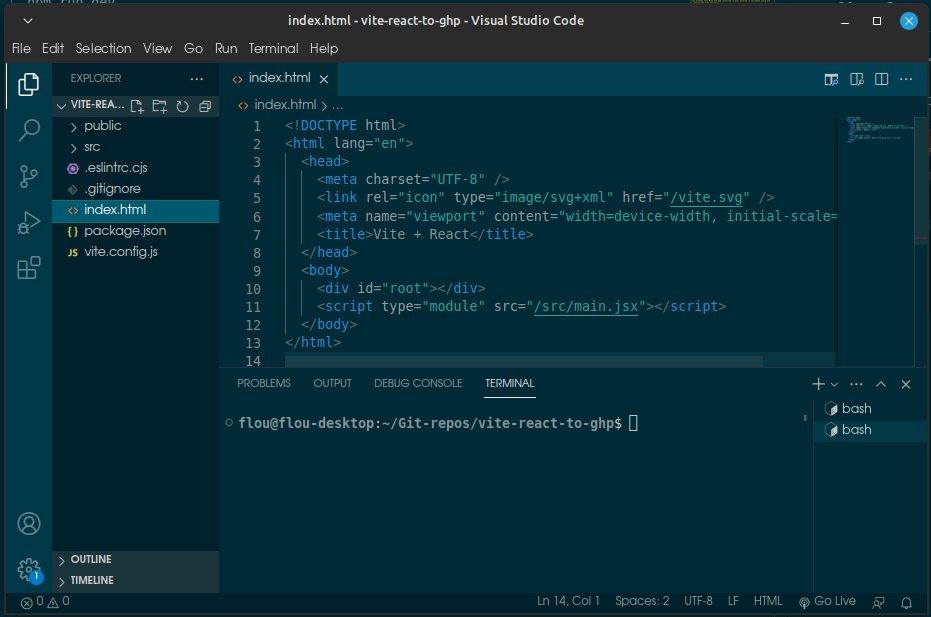 npm run dev
index.html - vite-react-to-ghp - Visual Studio Code
File Edit Selection View Go Run Terminal Help
EXPLORER
VITE-REA...
public
src
.eslintrc.cjs
.gitignore
index.html
{ } package.json
JS vite.config.js
OUTLINE
TIMELINE
<> index.html
<> index.html > ...
1 <!DOCTYPE html>
2 <html lang="en">
3 <head>
4 <meta charset="UTF-8" />
5 <link rel="icon" type="image/svg+xml" href="/vite.svg" />
6 <meta name="viewport" content="width=device-width, initial-scale=
7 <title>Vite + React</title>
8 </head>
9 <body>
10 <div id="root"></div>
11 <script type="module" src="/src/main.jsx"></script>
12 </body>
13 </html>
14
PROBLEMS OUTPUT DEBUG CONSOLE TERMINAL
flou@flou-desktop:~/Git-repos/vite-react-to-ghp$
bash
bash
1
0 0
Ln 14, Col 1 Spaces: 2 UTF-8 LF HTML Go Live